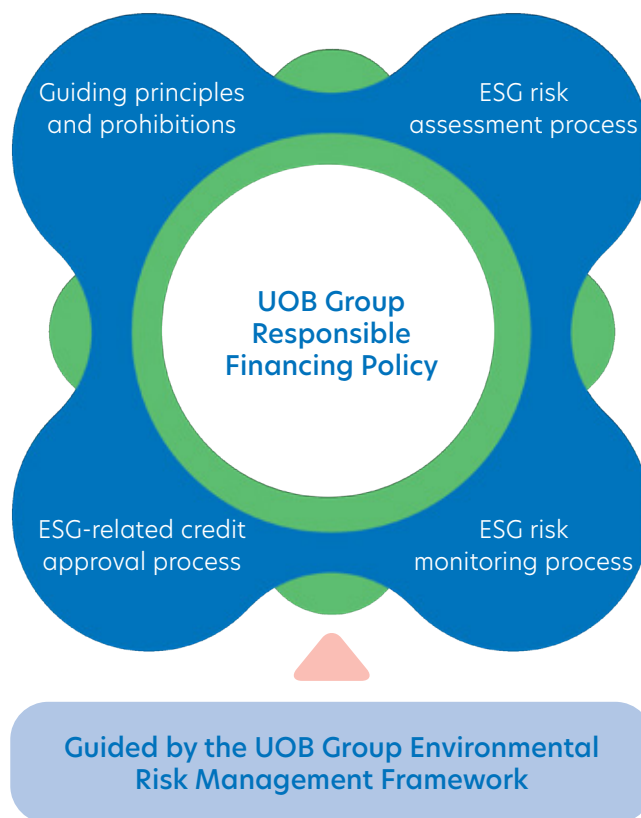 Guiding principles
and prohibitions
ESG risk
assessment process
UOB Group
Responsible
Financing Policy
ESG-related credit
approval process
ESG risk
monitoring process
Guided by the UOB Group Environmental
Risk Management Framework